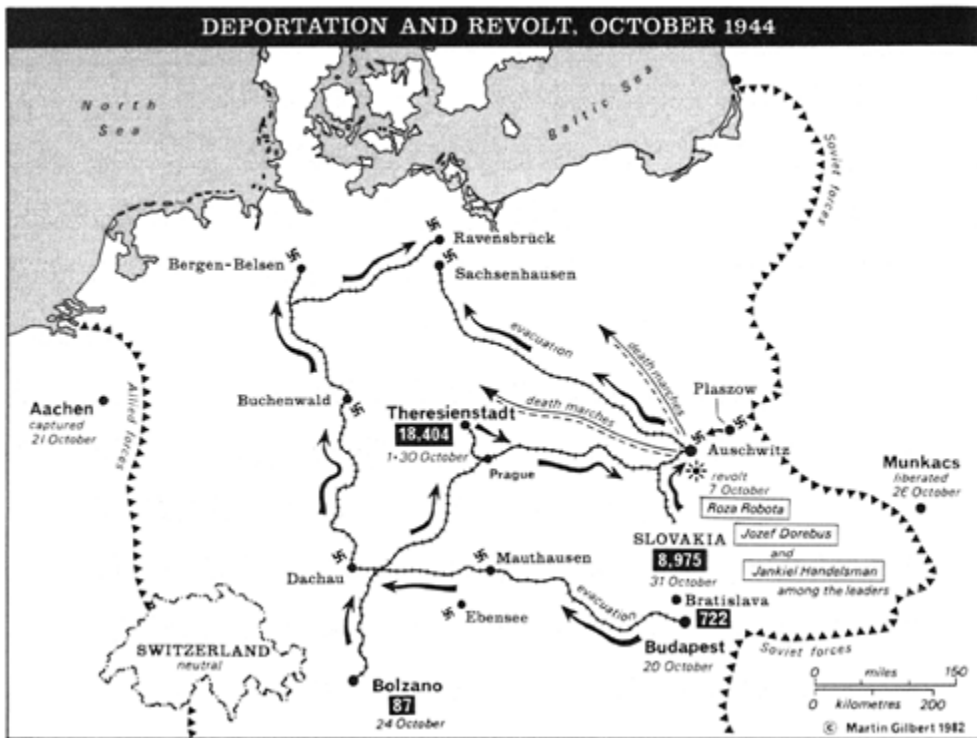 DEPORTATION AND REVOLT, OCTOBER 1944
North
Sea
Baltic Sea
Soviet forces
Ravensbrück
Bergen-Belsen
Sachsenhausen
evacuation
death marches
Allied forces
Aachen
captured
21 October
Buchenwald
Theresienstadt
18,404
1-30 October
death marches
Plaszow
Auschwitz
Prague
revolt
7 October
Roza Robota
Munkacs
liberated
26 October
SLOVAKIA
8,975
31 October
Jozef Dorebus
and
Jankiel Handelsman
among the leaders
Dachau
Mauthausen
Ebensee
evacuation
Bratislava
722
Budapest
20 October
Soviet forces
SWITZERLAND
neutral
Bolzano
87
24 October
0 miles 150
0 kilometres 200
© Martin Gilbert 1982